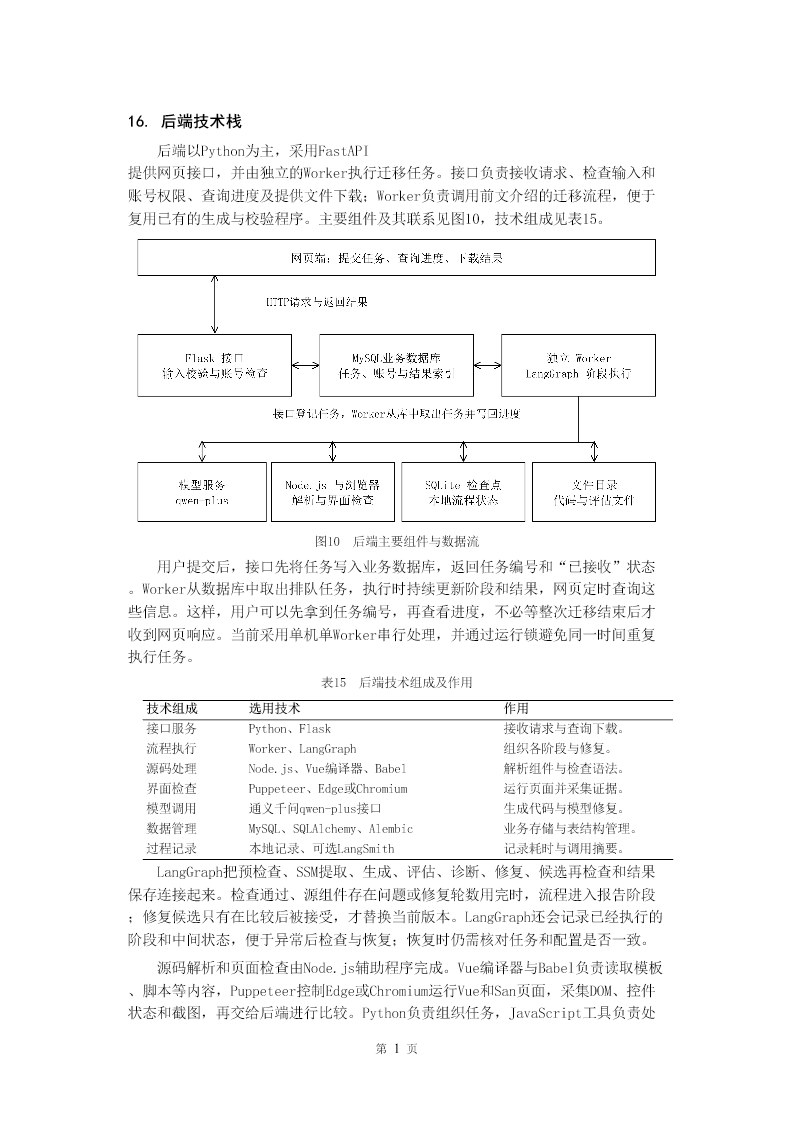 16. 后端技术栈
后端以Python为主，采用FastAPI
提供网页接口，并由独立的Worker执行迁移任务。接口负责接收请求、检查输入和
账号权限、查询进度及提供文件下载；Worker负责调用前文介绍的迁移流程，便于
复用已有的生成与校验程序。主要组件及其联系见图10，技术组成见表15。
网页端：提交任务、查询进度、下载结果
HTTP请求与返回结果
Flask 接口
输入校验与账号检查
MySQL业务数据库
任务、账号与结果索引
独立 Worker
LangGraph 阶段执行
接口登记任务，Worker从库中取出任务并写回进度
模型服务
qwen-plus
Node.js 与浏览器
解析与界面检查
SQLite 检查点
本地流程状态
文件目录
代码与评估文件
图10 后端主要组件与数据流
用户提交后，接口先将任务写入业务数据库，返回任务编号和“已接收”状态
。Worker从数据库中取出排队任务，执行时持续更新阶段和结果，网页定时查询这
些信息。这样，用户可以先拿到任务编号，再查看进度，不必等整次迁移结束后才
收到网页响应。当前采用单机单Worker串行处理，并通过运行锁避免同一时间重复
执行任务。
表15 后端技术组成及作用
技术组成 选用技术 作用
接口服务 Python、Flask 接收请求与查询下载。
流程执行 Worker、LangGraph 组织各阶段与修复。
源码处理 Node.js、Vue编译器、Babel 解析组件与检查语法。
界面检查 Puppeteer、Edge或Chromium 运行页面并采集证据。
模型调用 通义千问qwen-plus接口 生成代码与模型修复。
数据管理 MySQL、SQLAlchemy、Alembic 业务存储与表结构管理。
过程记录 本地记录、可选LangSmith 记录耗时与调用摘要。
LangGraph把预检查、SSM提取、生成、评估、诊断、修复、候选再检查和结果
保存连接起来。检查通过、源组件存在问题或修复轮数用完时，流程进入报告阶段
；修复候选只有在比较后被接受，才替换当前版本。LangGraph还会记录已经执行的
阶段和中间状态，便于异常后检查与恢复；恢复时仍需核对任务和配置是否一致。
源码解析和页面检查由Node.js辅助程序完成。Vue编译器与Babel负责读取模板
、脚本等内容，Puppeteer控制Edge或Chromium运行Vue和San页面，采集DOM、控件
状态和截图，再交给后端进行比较。Python负责组织任务，JavaScript工具负责处
第 1 页